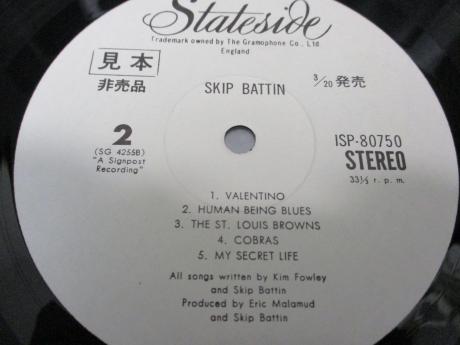 Stateside
Trademark owned by The Gramophone Co., Ltd
England
見本
非売品
SKIP BATTIN
3/20 発売
2
(SG 4255B)
"A Signpost
Recording"
ISP-80750
STEREO
33⅓ r. p. m.
1. VALENTINO
2. HUMAN BEING BLUES
3. THE ST. LOUIS BROWNS
4. COBRAS
5. MY SECRET LIFE
All songs written by Kim Fowley
and Skip Battin
Produced by Eric Malamud
and Skip Battin